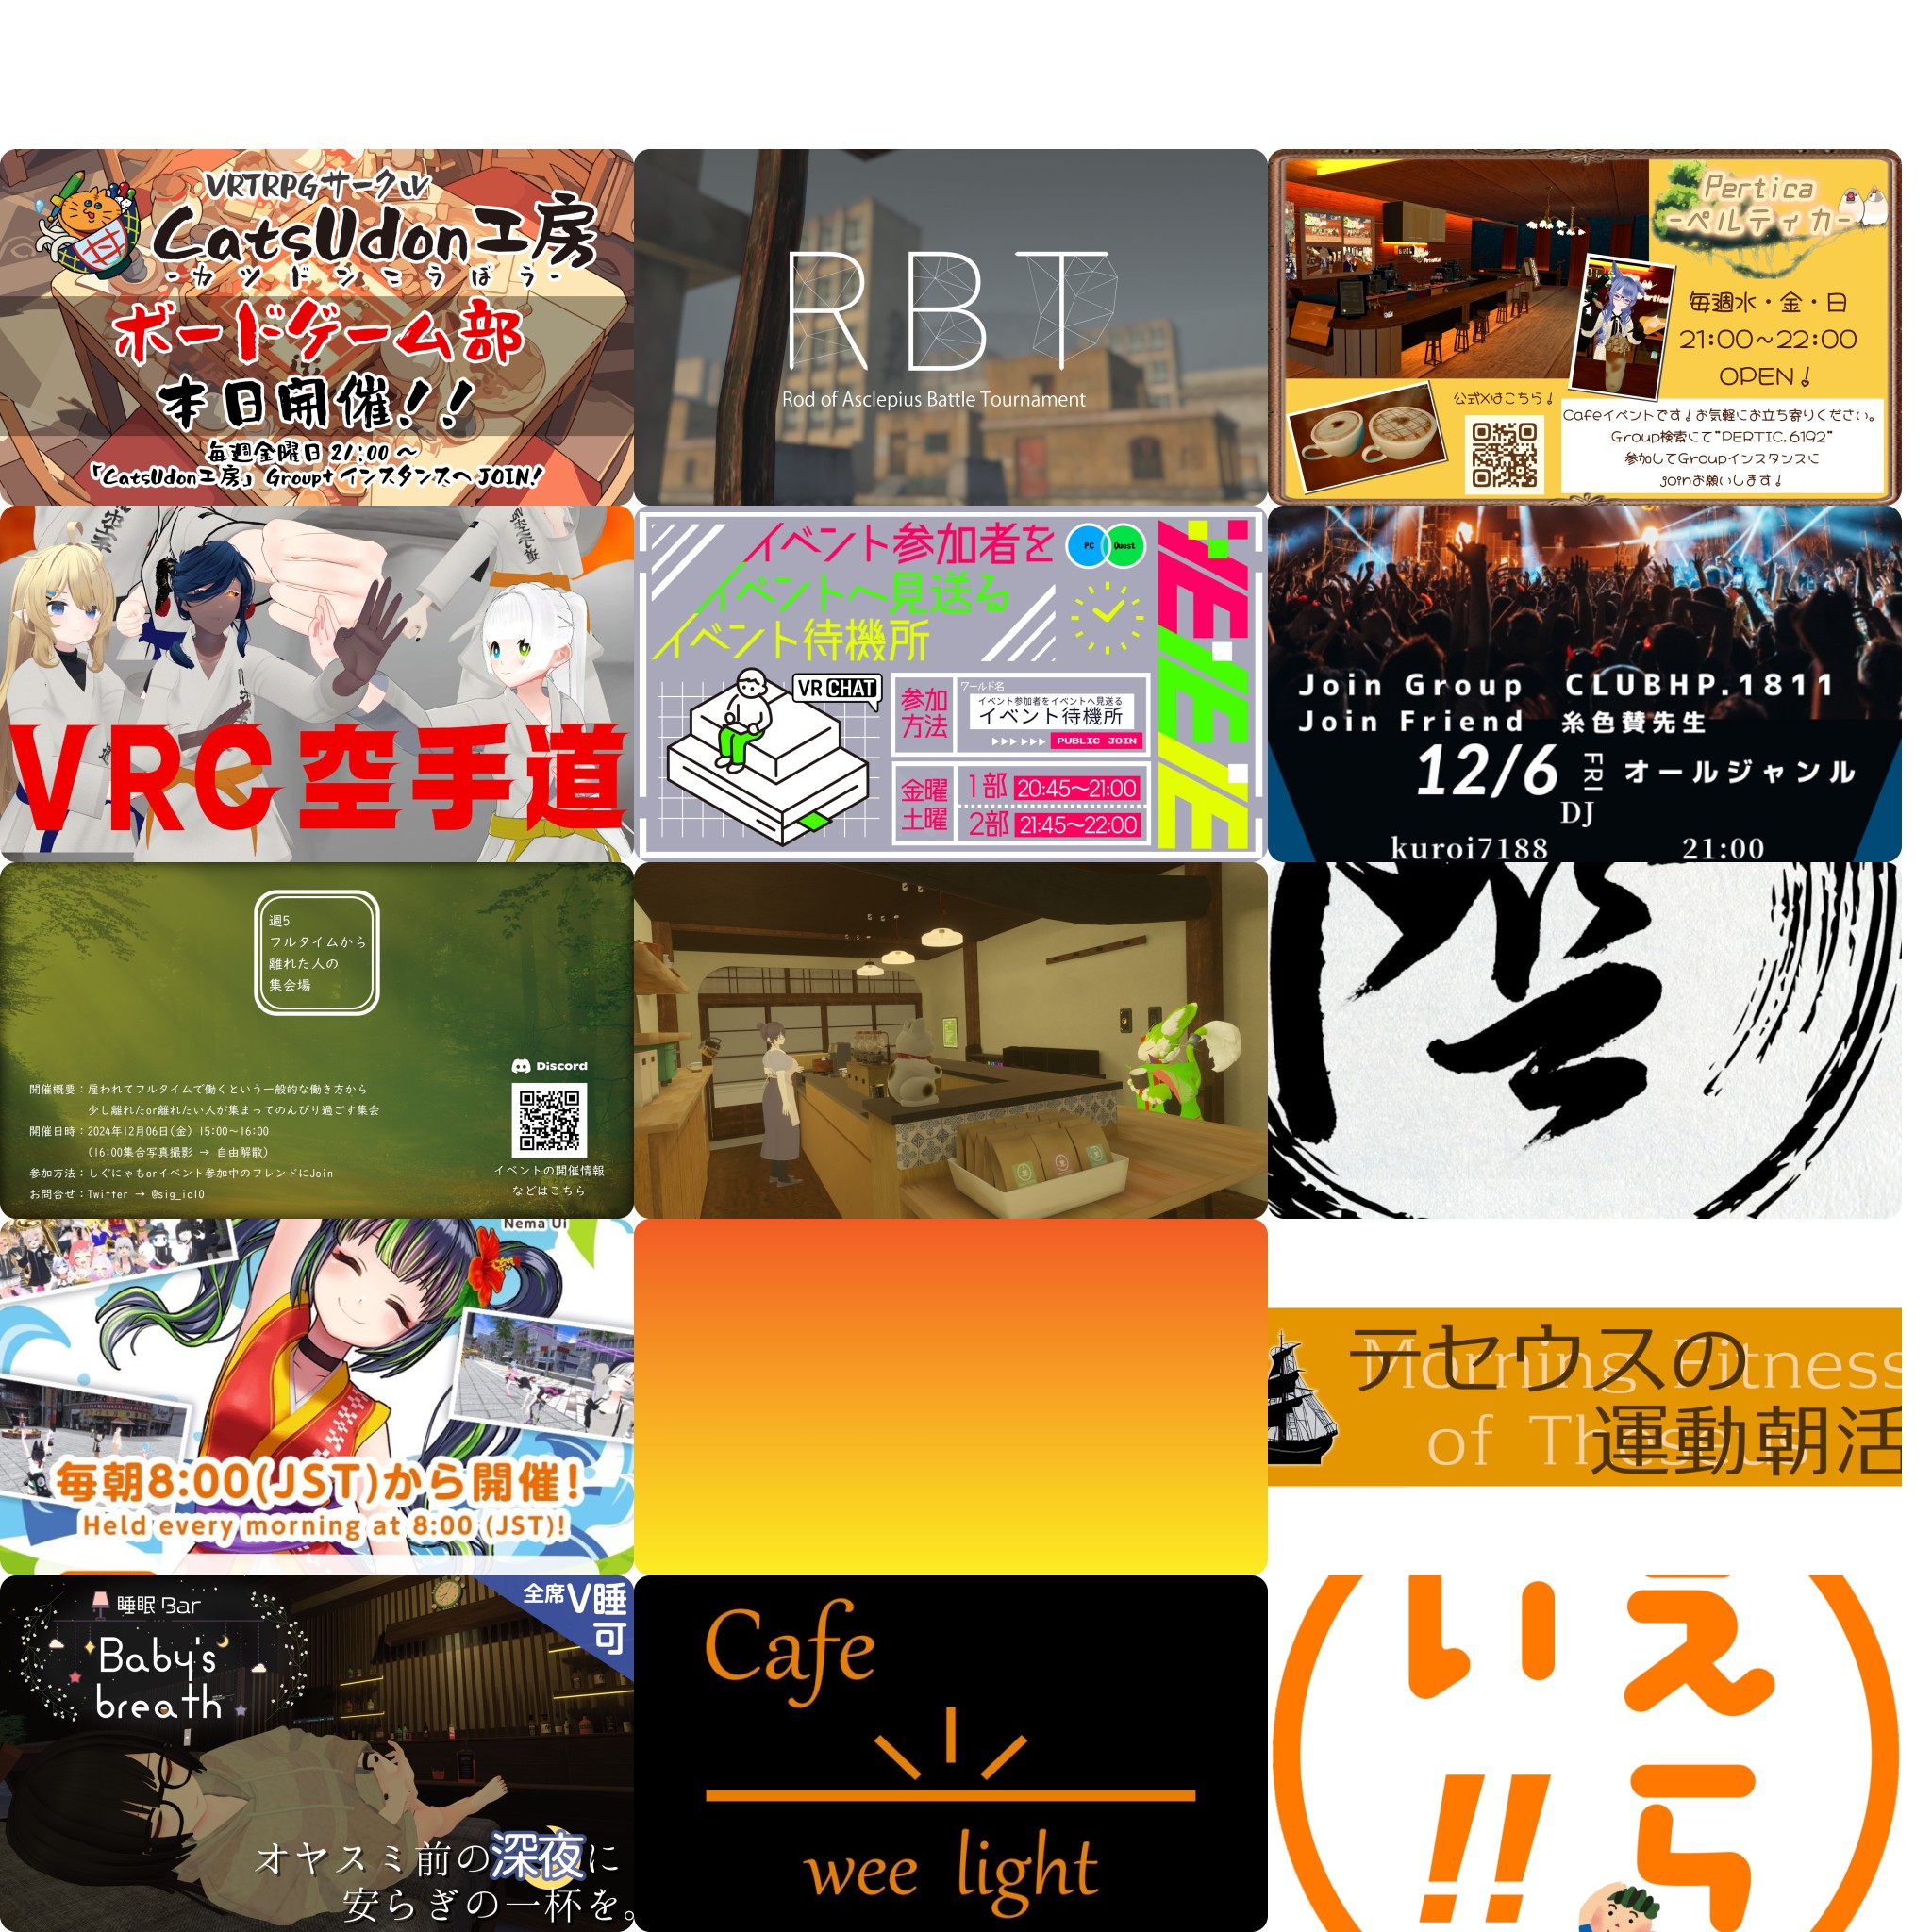 VRTRPGサークル
CatsUdon工房
-カツドンこうぼう-
ボードゲーム部
本日開催!!
毎週金曜日 21:00 ～
「CatsUdon工房」 Group+ インスタンスへ JOIN!
RBT
Rod of Asclepius Battle Tournament
Pertica
-ペルティカ-
毎週水・金・日
21:00~22:00
OPEN！
公式Xはこちら！
Cafeイベントです！お気軽にお立ち寄りください。
Group検索にて"PERTIC.6192"
参加してGroupインスタンスに
joinお願いします！
VRC空手道
イベント参加者を
イベントへ見送る
イベント待機所
PC
Quest
VRCHAT
参加
方法
ワールド名
イベント参加者をイベントへ見送る
イベント待機所
PUBLIC JOIN
金曜
土曜
1部 20:45〜21:00
2部 21:45〜22:00
Join Group CLUBHP.1811
Join Friend 糸色賛先生
12/6 FRI オールジャンル
DJ
kuroi7188 21:00
週5
フルタイムから
離れた人の
集会場
開催概要：雇われてフルタイムで働くという一般的な働き方から
少し離れたor離れたい人が集まってのんびり過ごす集会
開催日時：2024年12月06日(金) 15:00〜16:00
(16:00集合写真撮影 → 自由解散)
参加方法：しぐにゃもorイベント参加中のフレンドにJoin
お問合せ：Twitter → @sig_icl0
Discord
イベントの開催情報
などはこちら
Nema Ui
毎朝8:00(JST)から開催!
Held every morning at 8:00 (JST)!
テセウスの
運動朝活
Morning Fitness
of Theseus
睡眠 Bar
Baby's
breath
全席V睡
可
オヤスミ前の深夜に
安らぎの一杯を。
Cafe
wee light
えら
い!!